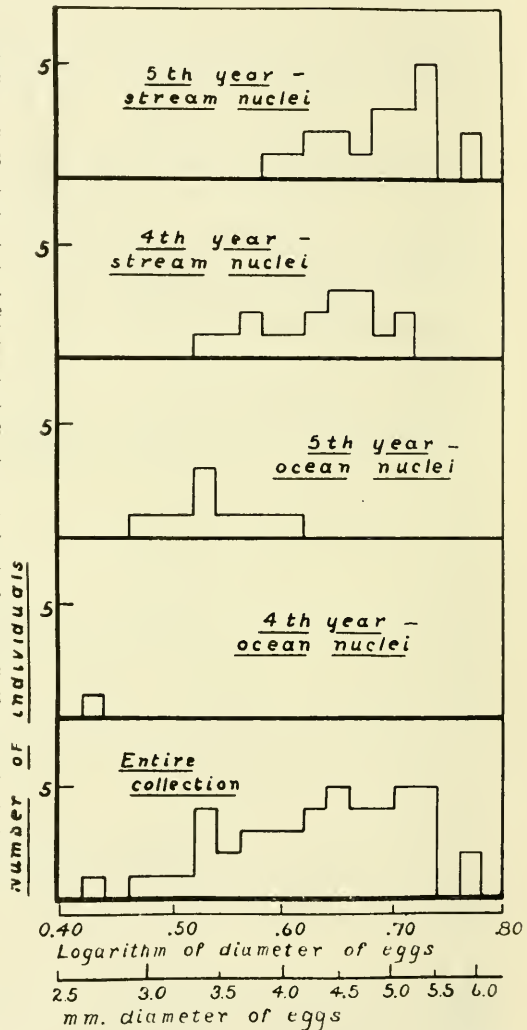 5
5th year –
stream nuclei
5
4th year –
stream nuclei
5
5th year –
ocean nuclei
5
4th year –
ocean nuclei
Number of individuals
5
Entire
collection
0.40 .50 .60 .70 .80
Logarithm of diameter of eggs
2.5 3.0 3.5 4.0 4.5 5.0 5.5 6.0
mm. diameter of eggs